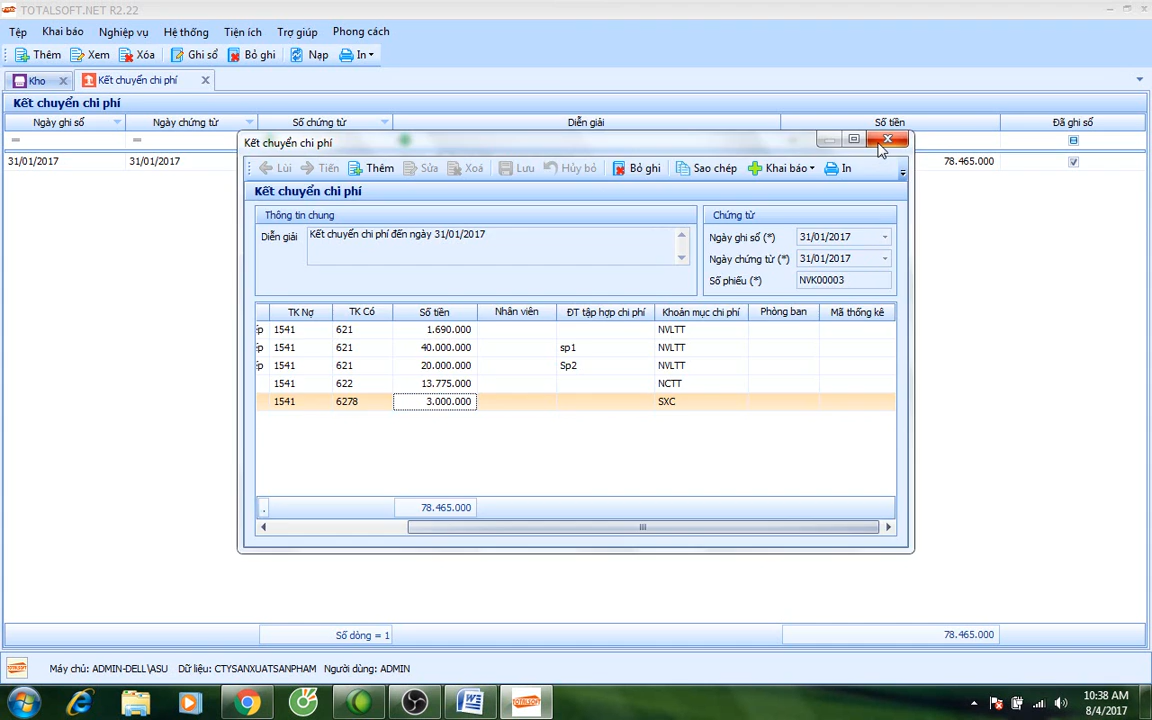 TOTALSOFT.NET R2.22
Tệp Khai báo Nghiệp vụ Hệ thống Tiện ích Trợ giúp Phong cách
Thêm Xem Xóa Ghi sổ Bỏ ghi Nạp In
Kho Kết chuyển chi phí
Kết chuyển chi phí
Ngày ghi sổ Ngày chứng từ Số chứng từ Diễn giải Số tiền Đã ghi sổ
31/01/2017 31/01/2017 78.465.000
Kết chuyển chi phí
Lùi Tiến Thêm Sửa Xoá Lưu Hủy bỏ Bỏ ghi Sao chép Khai báo In
Kết chuyển chi phí
Thông tin chung
Diễn giải Kết chuyển chi phí đến ngày 31/01/2017
Chứng từ
Ngày ghi sổ (*) 31/01/2017
Ngày chứng từ (*) 31/01/2017
Số phiếu (*) NVK00003
TK Nợ TK Có Số tiền Nhân viên ĐT tập hợp chi phí Khoản mục chi phí Phòng ban Mã thống kê
ếp 1541 621 1.690.000 NVLTT
ếp 1541 621 40.000.000 sp1 NVLTT
ếp 1541 621 20.000.000 Sp2 NVLTT
1541 622 13.775.000 NCTT
1541 6278 3.000.000 SXC
78.465.000
Số dòng = 1 78.465.000
Máy chủ: ADMIN-DELL\ASU Dữ liệu: CTYSANXUATSANPHAM Người dùng: ADMIN
TOTALSOFT
10:38 AM
8/4/2017